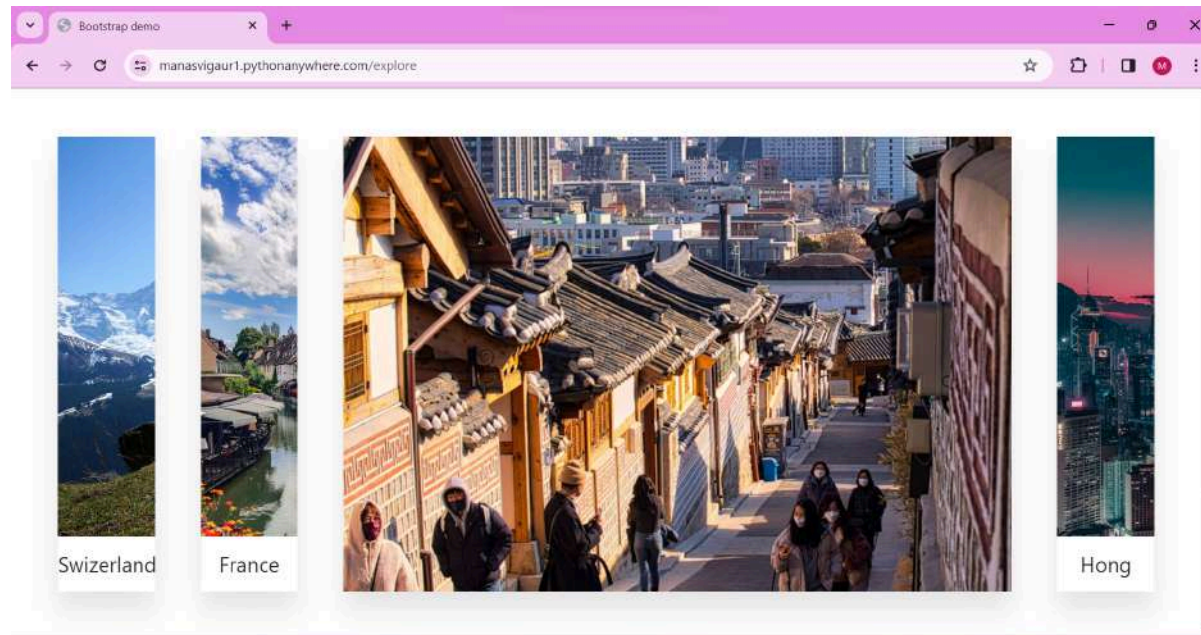 Bootstrap demo
manasvigaur1.pythonanywhere.com/explore
M
Swizerland
France
Hong